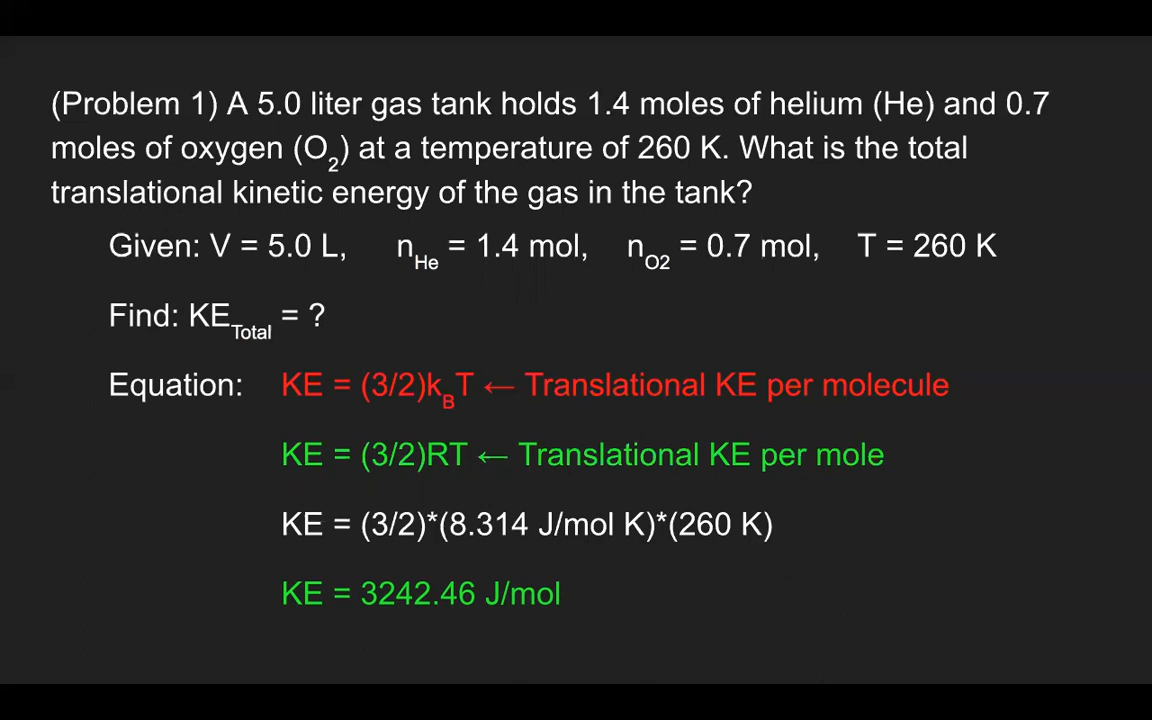 (Problem 1) A 5.0 liter gas tank holds 1.4 moles of helium (He) and 0.7
moles of oxygen (O₂) at a temperature of 260 K. What is the total
translational kinetic energy of the gas in the tank?
Given: V = 5.0 L, n_He = 1.4 mol, n_O2 = 0.7 mol, T = 260 K
Find: KE_Total = ?
Equation: KE = (3/2)k_BT ← Translational KE per molecule
KE = (3/2)RT ← Translational KE per mole
KE = (3/2)*(8.314 J/mol K)*(260 K)
KE = 3242.46 J/mol